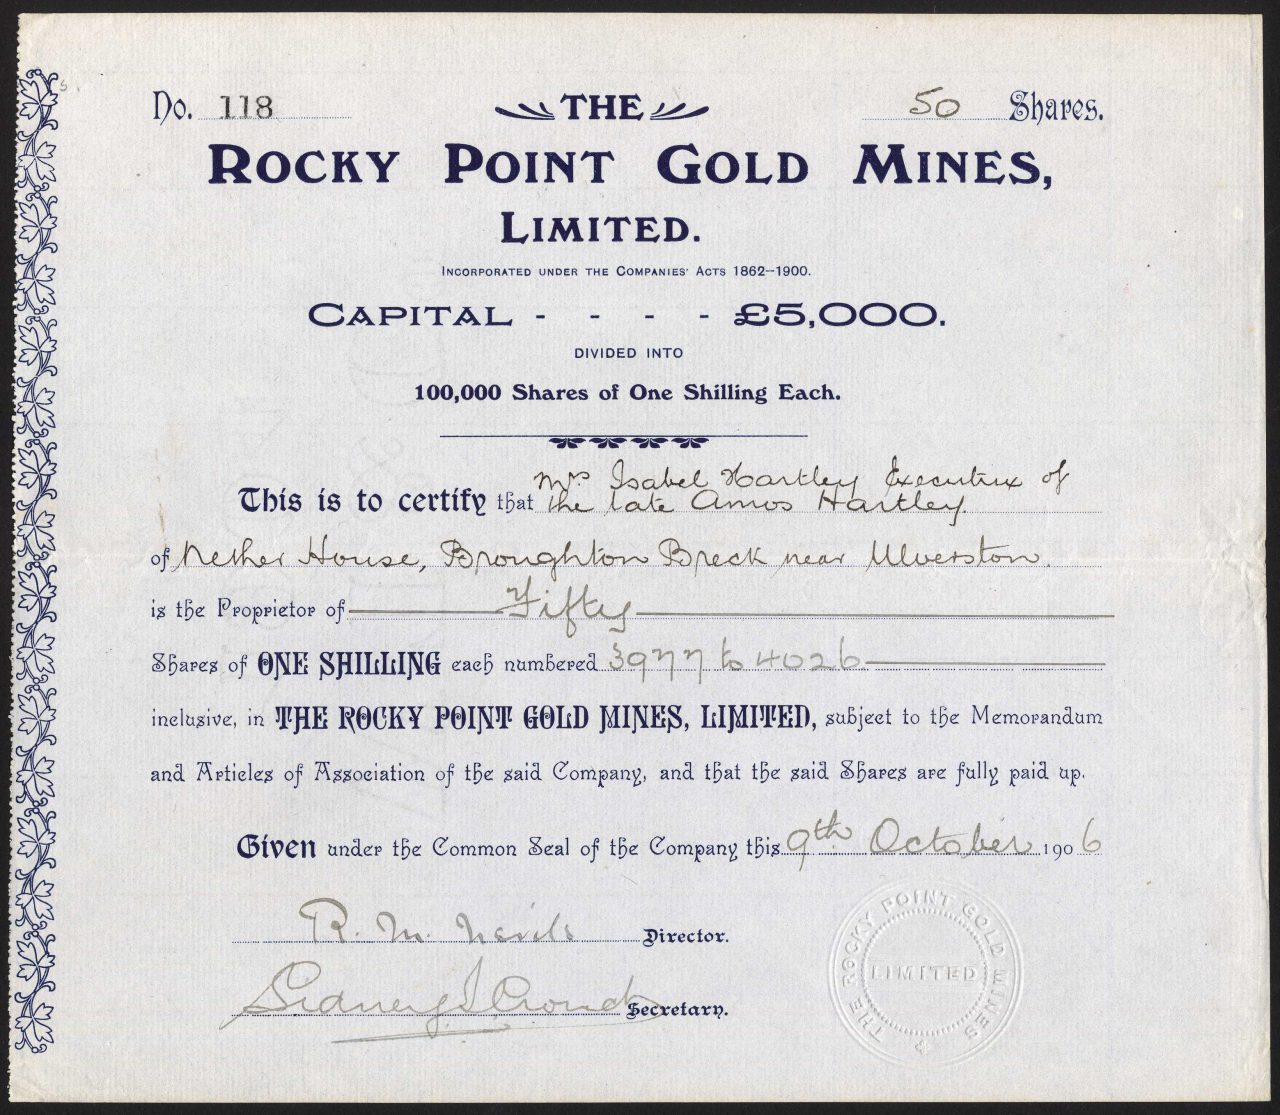 No. 118
50 Shares.
THE
ROCKY POINT GOLD MINES,
LIMITED.
INCORPORATED UNDER THE COMPANIES' ACTS 1862–1900.
CAPITAL - - - - £5,000.
DIVIDED INTO
100,000 Shares of One Shilling Each.
This is to certify that Mrs Isabel Hartley Executrix of
the late Amos Hartley.
of Nether House, Broughton Breck near Ulverston.
is the Proprietor of Fifty
Shares of ONE SHILLING each numbered 3977 to 4026
inclusive, in THE ROCKY POINT GOLD MINES, LIMITED, subject to the Memorandum
and Articles of Association of the said Company, and that the said Shares are fully paid up.
Given under the Common Seal of the Company this 9th October 1906
R. M. Director.
Sidney Secretary.
THE ROCKY POINT GOLD MINES
LIMITED